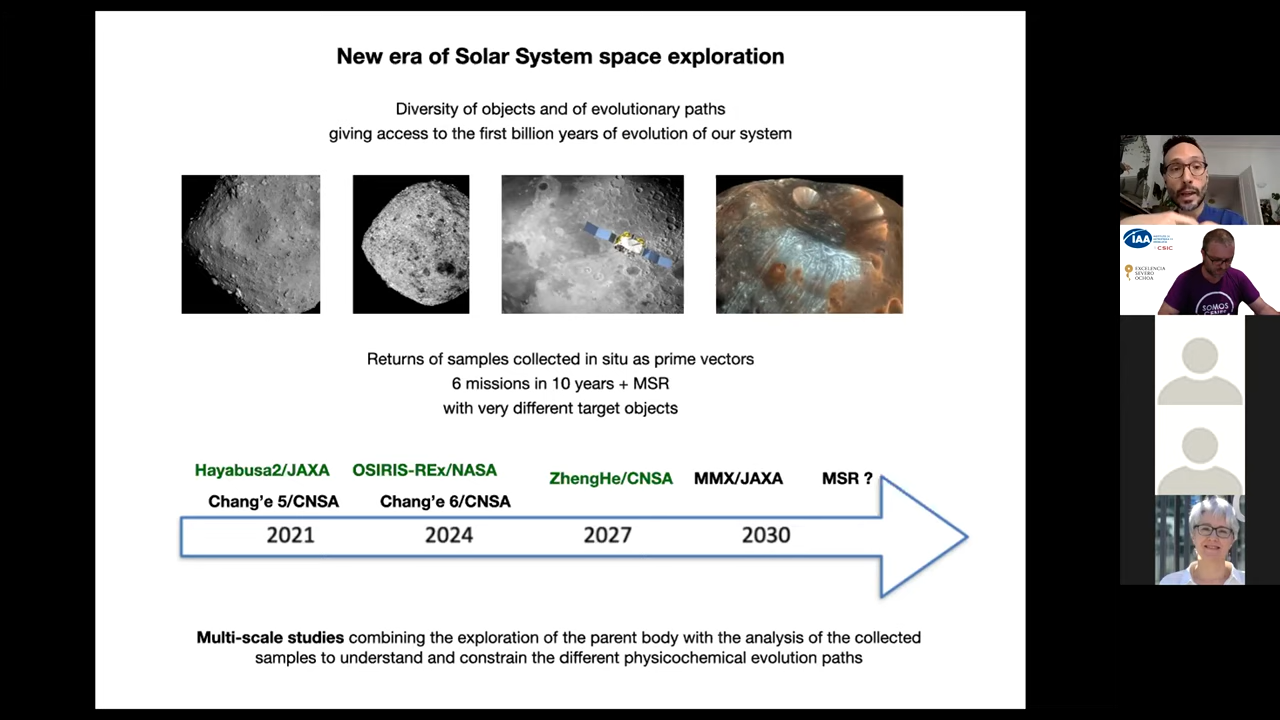 New era of Solar System space exploration
Diversity of objects and of evolutionary paths
giving access to the first billion years of evolution of our system
Returns of samples collected in situ as prime vectors
6 missions in 10 years + MSR
with very different target objects
Hayabusa2/JAXA OSIRIS-REx/NASA ZhengHe/CNSA MMX/JAXA MSR ?
Chang’e 5/CNSA Chang’e 6/CNSA
2021 2024 2027 2030
Multi-scale studies combining the exploration of the parent body with the analysis of the collected
samples to understand and constrain the different physicochemical evolution paths
IAA
CSIC
EXCELENCIA
SEVERO
OCHOA
SOMOS